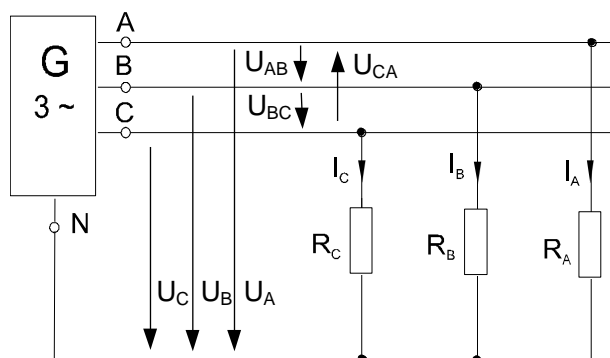 A
G
3 ~
B
C
N
U_AB
U_BC
U_CA
I_C
I_B
I_A
R_C
R_B
R_A
U_C
U_B
U_A